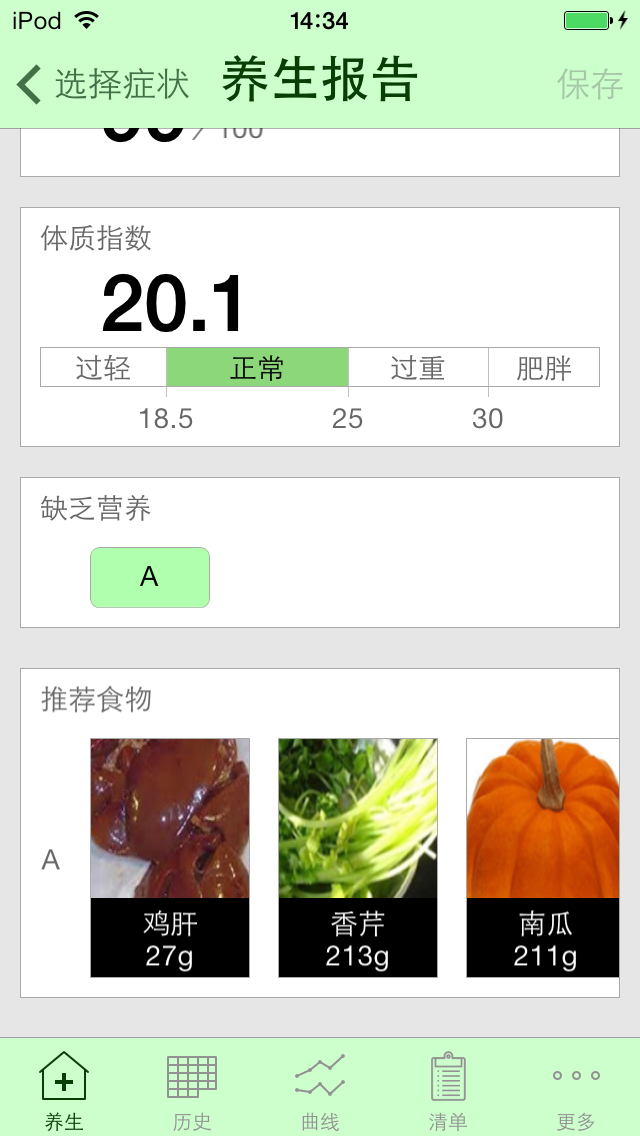 iPod 14:34
选择症状 养生报告 保存
/ 100
体质指数
20.1
过轻 正常 过重 肥胖
18.5 25 30
缺乏营养
A
推荐食物
A
鸡肝 香芹 南瓜
27g 213g 211g
养生 历史 曲线 清单 更多